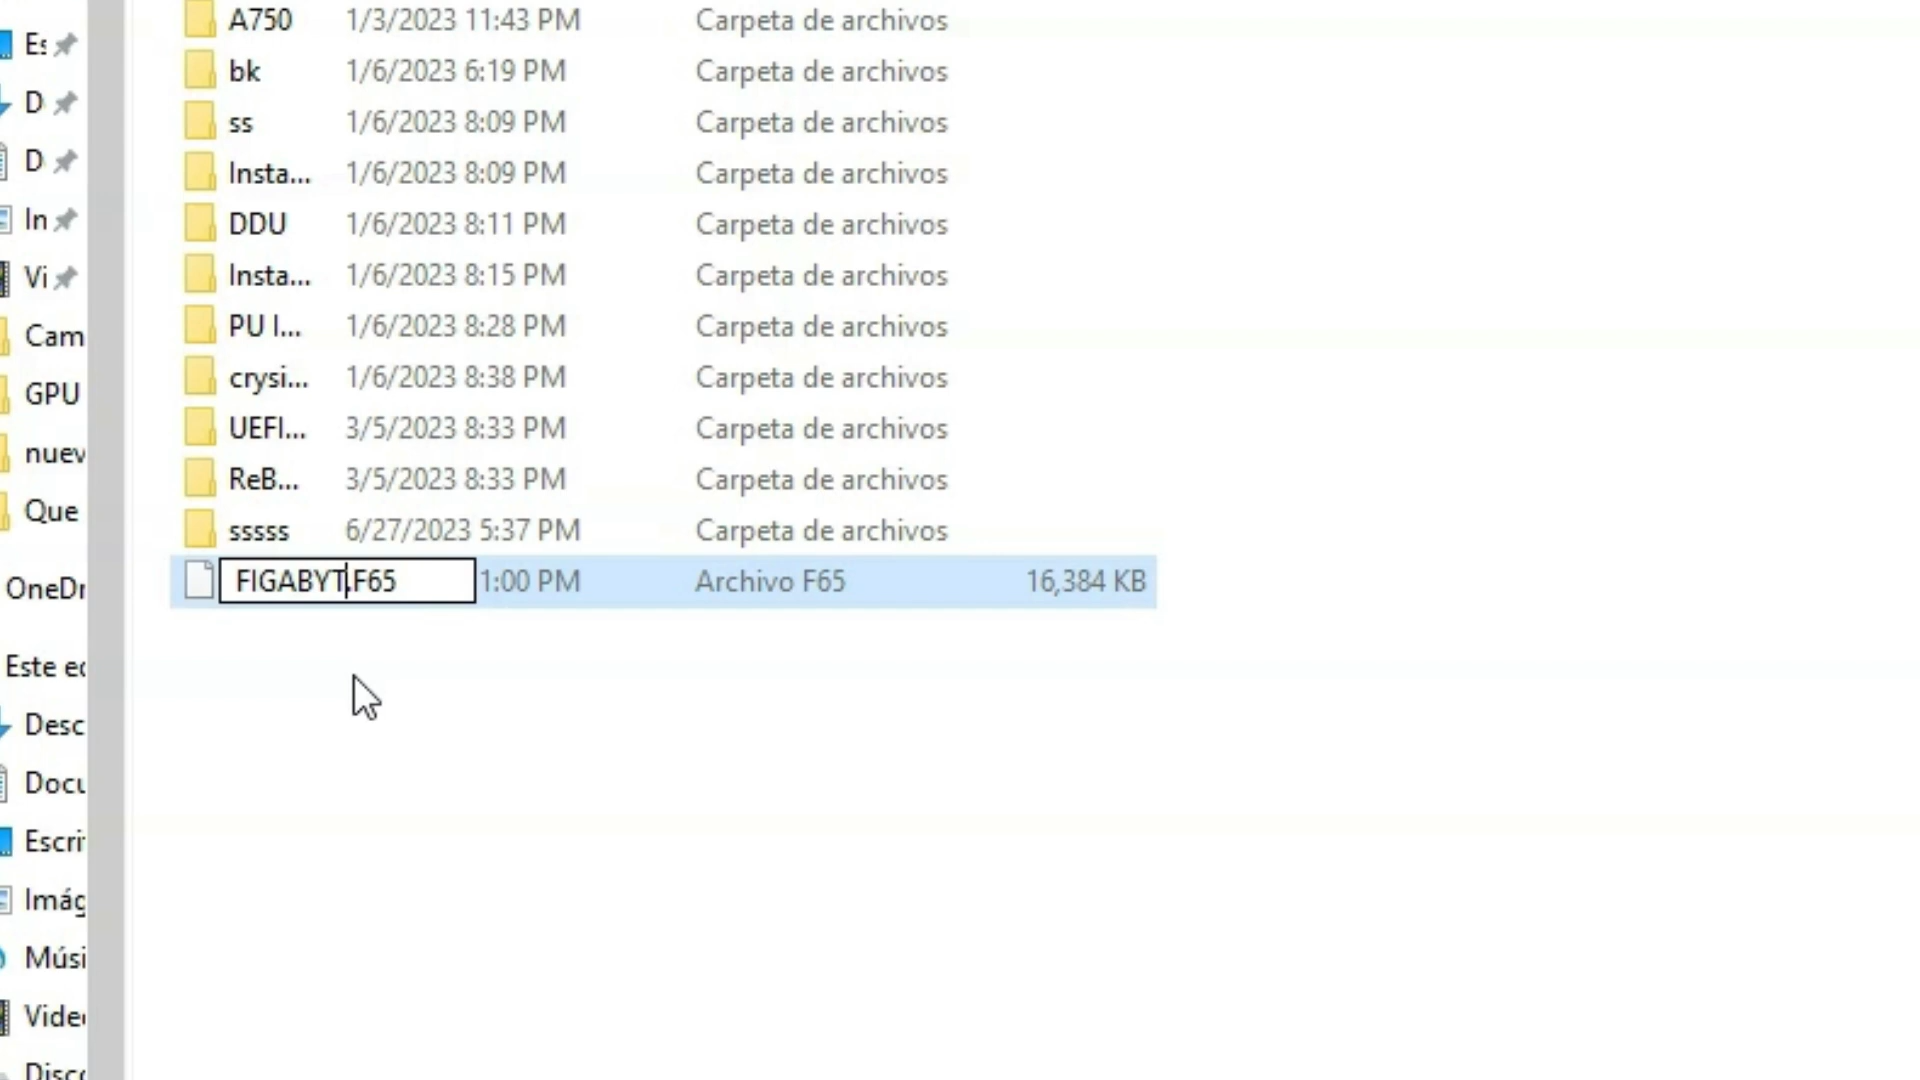 Es
A750 1/3/2023 11:43 PM Carpeta de archivos
bk 1/6/2023 6:19 PM Carpeta de archivos
D
ss 1/6/2023 8:09 PM Carpeta de archivos
D
Insta... 1/6/2023 8:09 PM Carpeta de archivos
In
DDU 1/6/2023 8:11 PM Carpeta de archivos
Vi
Insta... 1/6/2023 8:15 PM Carpeta de archivos
Cam
PU I... 1/6/2023 8:28 PM Carpeta de archivos
GPU
crysi... 1/6/2023 8:38 PM Carpeta de archivos
nuev
UEFI... 3/5/2023 8:33 PM Carpeta de archivos
ReB... 3/5/2023 8:33 PM Carpeta de archivos
Que
sssss 6/27/2023 5:37 PM Carpeta de archivos
OneDr
FIGABYT.F65 1:00 PM Archivo F65 16,384 KB
Este ec
Desc
Docu
Escri
Imág
Músi
Vide
Disc